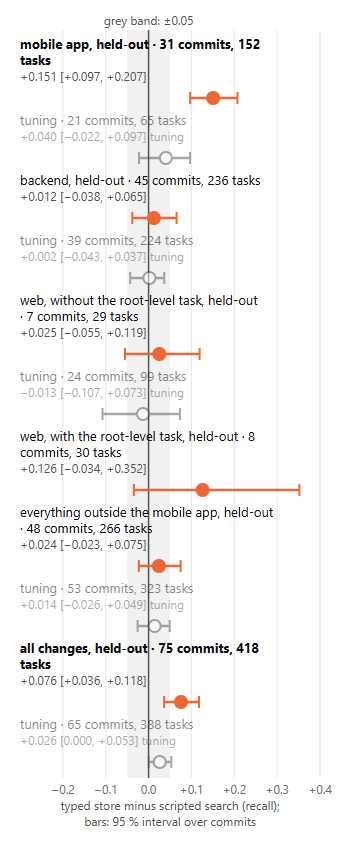 grey band: ±0.05
mobile app, held-out · 31 commits, 152
tasks
+0.151 [+0.097, +0.207]
tuning · 21 commits, 65 tasks
+0.040 [−0.022, +0.097] tuning
backend, held-out · 45 commits, 236 tasks
+0.012 [−0.038, +0.065]
tuning · 39 commits, 224 tasks
+0.002 [−0.043, +0.037] tuning
web, without the root-level task, held-out
· 7 commits, 29 tasks
+0.025 [−0.055, +0.119]
tuning · 24 commits, 99 tasks
−0.013 [−0.107, +0.073] tuning
web, with the root-level task, held-out · 8
commits, 30 tasks
+0.126 [−0.034, +0.352]
everything outside the mobile app, held-out
· 48 commits, 266 tasks
+0.024 [−0.023, +0.075]
tuning · 53 commits, 323 tasks
+0.014 [−0.026, +0.049] tuning
all changes, held-out · 75 commits, 418
tasks
+0.076 [+0.036, +0.118]
tuning · 65 commits, 388 tasks
+0.026 [0.000, +0.053] tuning
−0.2 −0.1 0.0 +0.1 +0.2 +0.3 +0.4
typed store minus scripted search (recall);
bars: 95 % interval over commits